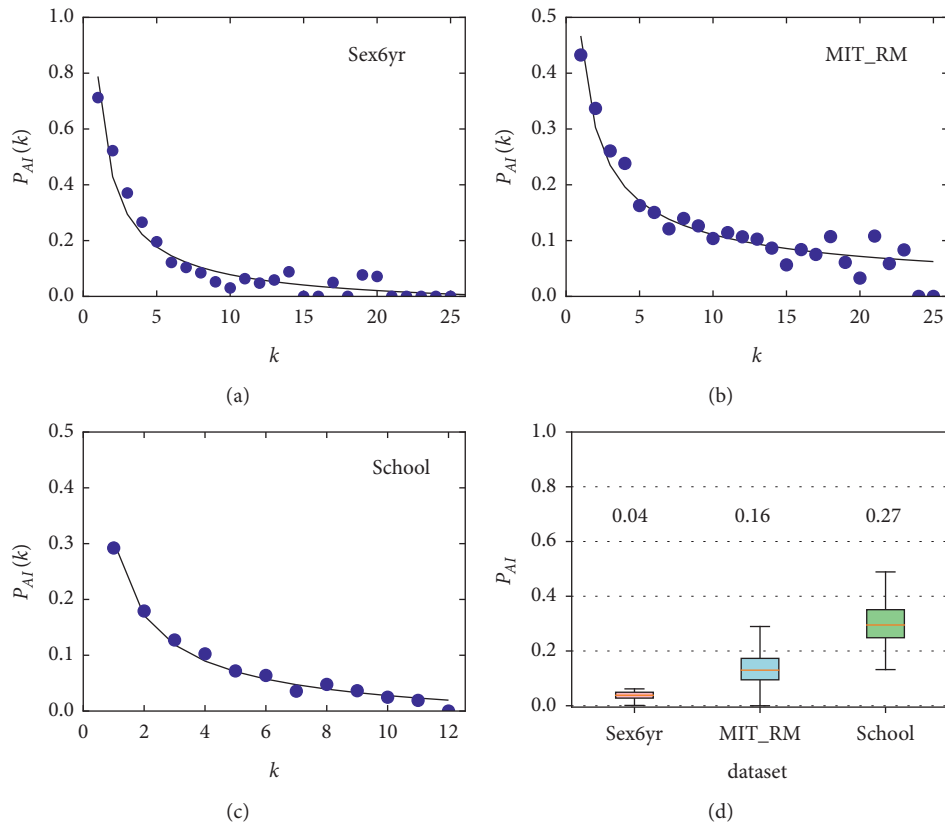 1.0
0.8
0.6
0.4
0.2
0.0
P_AI (k)
Sex6yr
0 5 10 15 20 25
k
(a)
0.5
0.4
0.3
0.2
0.1
0.0
P_AI (k)
MIT_RM
0 5 10 15 20 25
k
(b)
0.5
0.4
0.3
0.2
0.1
0.0
P_AI (k)
School
0 2 4 6 8 10 12
k
(c)
1.0
0.8
0.6
0.4
0.2
0.0
P_AI
0.04 0.16 0.27
Sex6yr MIT_RM School
dataset
(d)